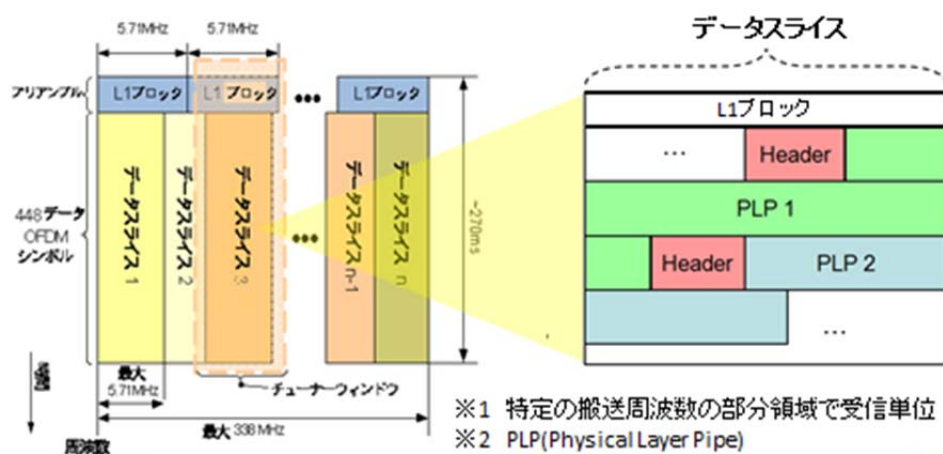 5.71MHz
5.71MHz
プリアンブル
L1ブロック
L1ブロック
•••
L1ブロック
448データ
OFDM
シンボル
データスライス 1
データスライス 2
データスライス 3
•••
データスライス n-1
データスライス n
~270ms
時間
最大
5.71MHz
チューナーウィンドウ
最大 338 MHz
周波数
データスライス
L1ブロック
…
Header
PLP 1
Header
PLP 2
…
※1 特定の搬送周波数の部分領域で受信単位
※2 PLP(Physical Layer Pipe)